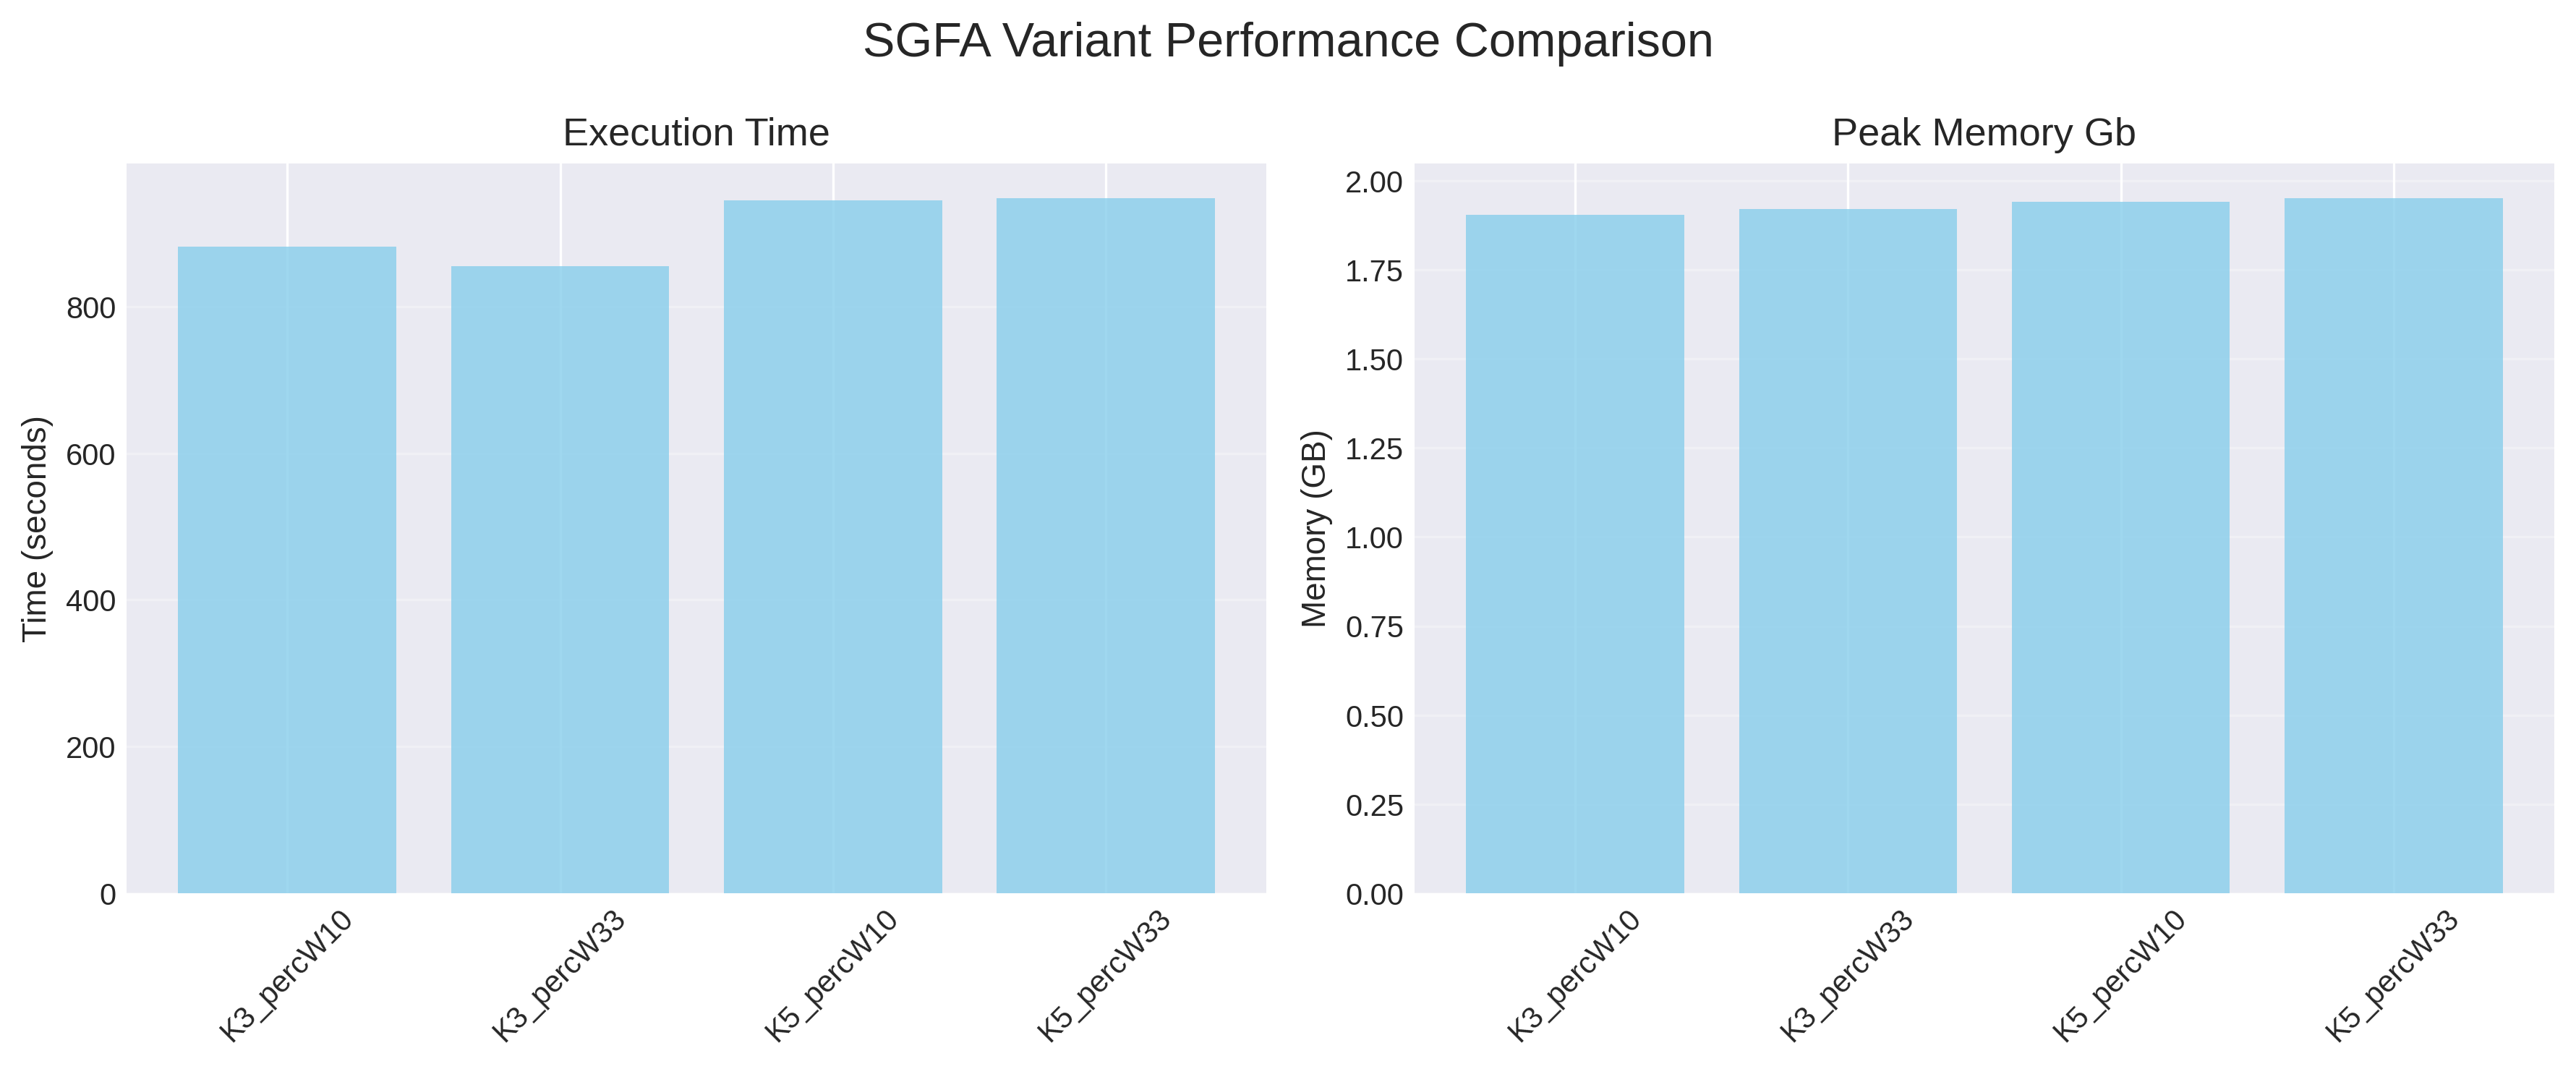 SGFA Variant Performance Comparison
Execution Time
Time (seconds)
800
600
400
200
0
K3_percW10
K3_percW33
K5_percW10
K5_percW33
Peak Memory Gb
Memory (GB)
2.00
1.75
1.50
1.25
1.00
0.75
0.50
0.25
0.00
K3_percW10
K3_percW33
K5_percW10
K5_percW33